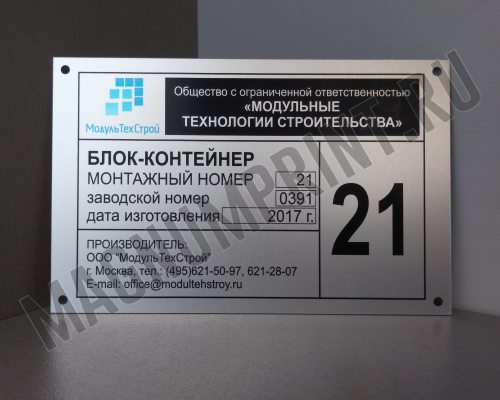 МодульТехСтрой
Общество с ограниченной ответственностью
«МОДУЛЬНЫЕ
ТЕХНОЛОГИИ СТРОИТЕЛЬСТВА»
БЛОК-КОНТЕЙНЕР
МОНТАЖНЫЙ НОМЕР 21
заводской номер 0391
дата изготовления 2017 г.
21
ПРОИЗВОДИТЕЛЬ:
ООО "МодульТехСтрой"
г. Москва, тел.: (495)621-50-97, 621-28-07
E-mail: office@modultehstroy.ru
MAGNUMPRINT.RU